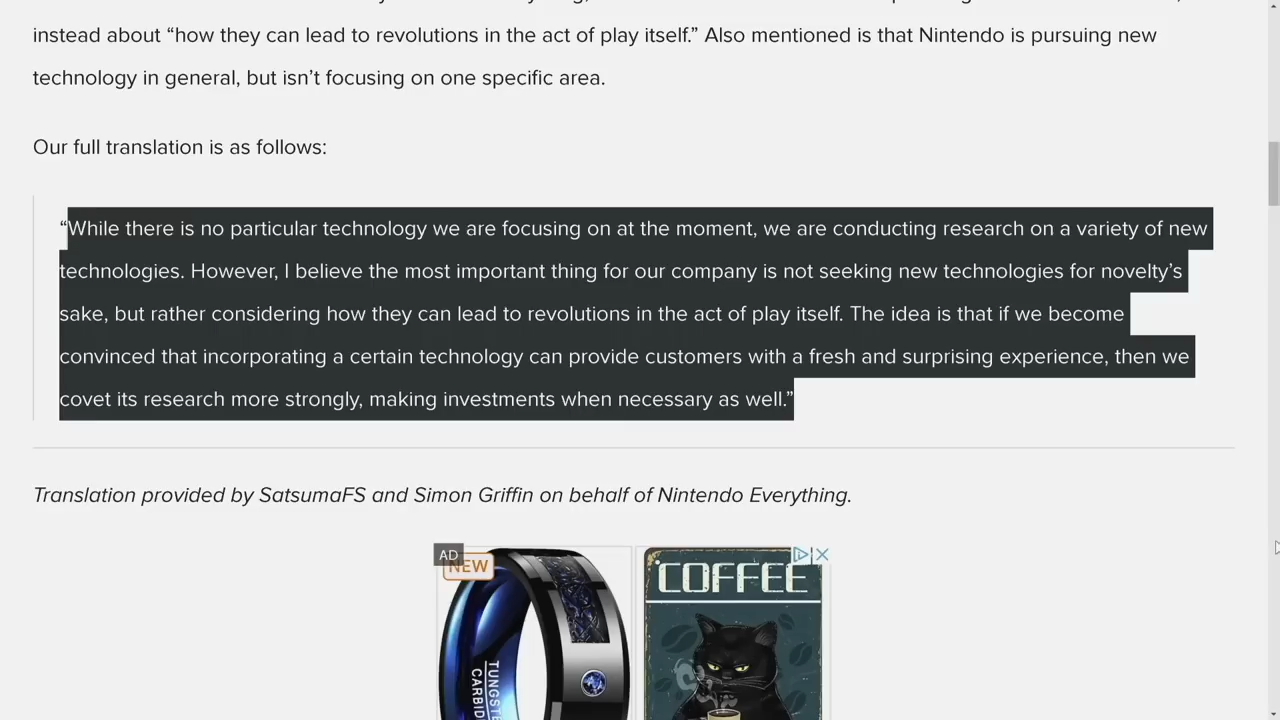 instead about “how they can lead to revolutions in the act of play itself.” Also mentioned is that Nintendo is pursuing new
technology in general, but isn’t focusing on one specific area.
Our full translation is as follows:
“While there is no particular technology we are focusing on at the moment, we are conducting research on a variety of new
technologies. However, I believe the most important thing for our company is not seeking new technologies for novelty’s
sake, but rather considering how they can lead to revolutions in the act of play itself. The idea is that if we become
convinced that incorporating a certain technology can provide customers with a fresh and surprising experience, then we
covet its research more strongly, making investments when necessary as well.”
Translation provided by SatsumaFS and Simon Griffin on behalf of Nintendo Everything.
AD
NEW
COFFEE